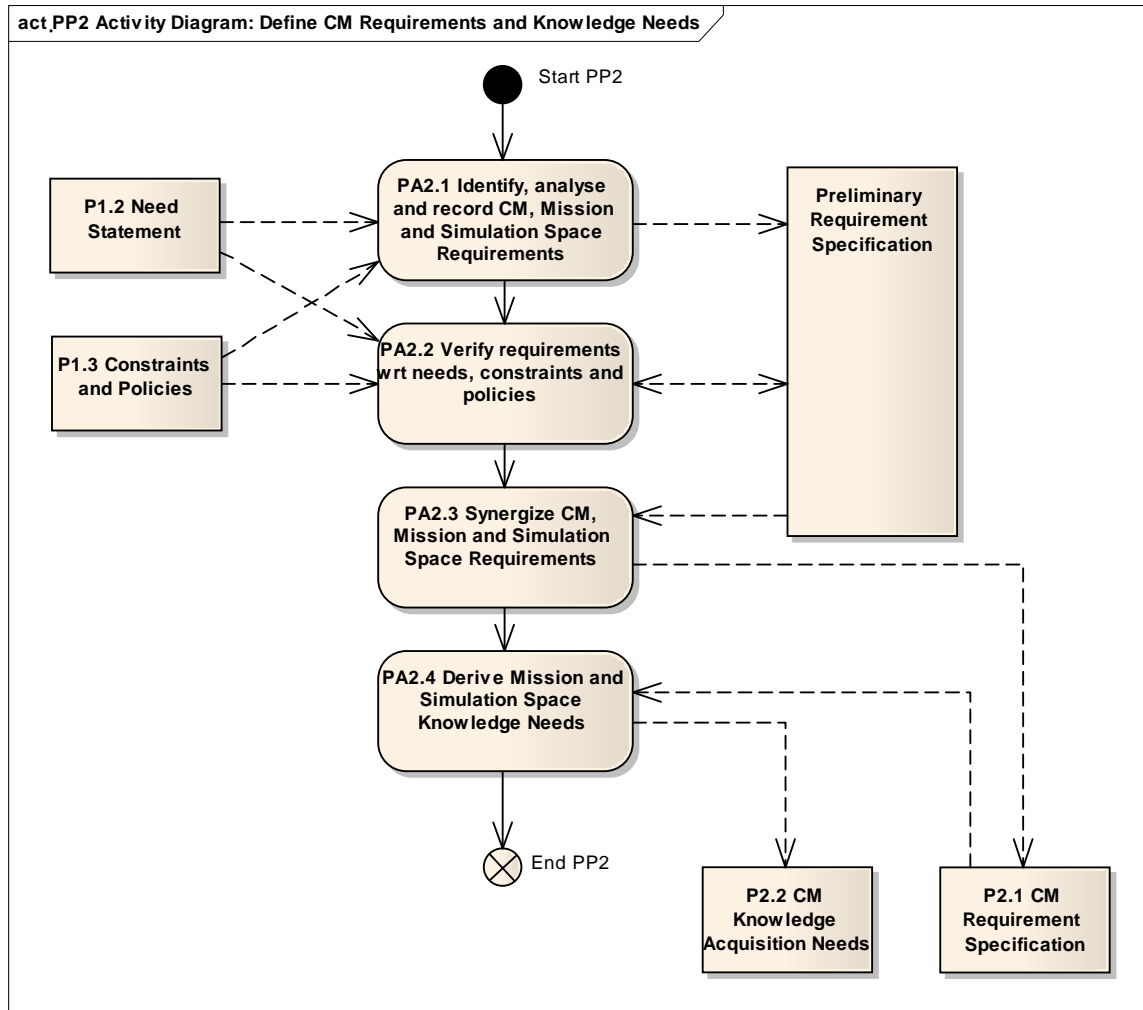 act PP2 Activity Diagram: Define CM Requirements and Knowledge Needs
Start PP2
P1.2 Need
Statement
PA2.1 Identify, analyse
and record CM, Mission
and Simulation Space
Requirements
Preliminary
Requirement
Specification
P1.3 Constraints
and Policies
PA2.2 Verify requirements
wrt needs, constraints and
policies
PA2.3 Synergize CM,
Mission and Simulation
Space Requirements
PA2.4 Derive Mission and
Simulation Space
Knowledge Needs
End PP2
P2.2 CM
Knowledge
Acquisition Needs
P2.1 CM
Requirement
Specification